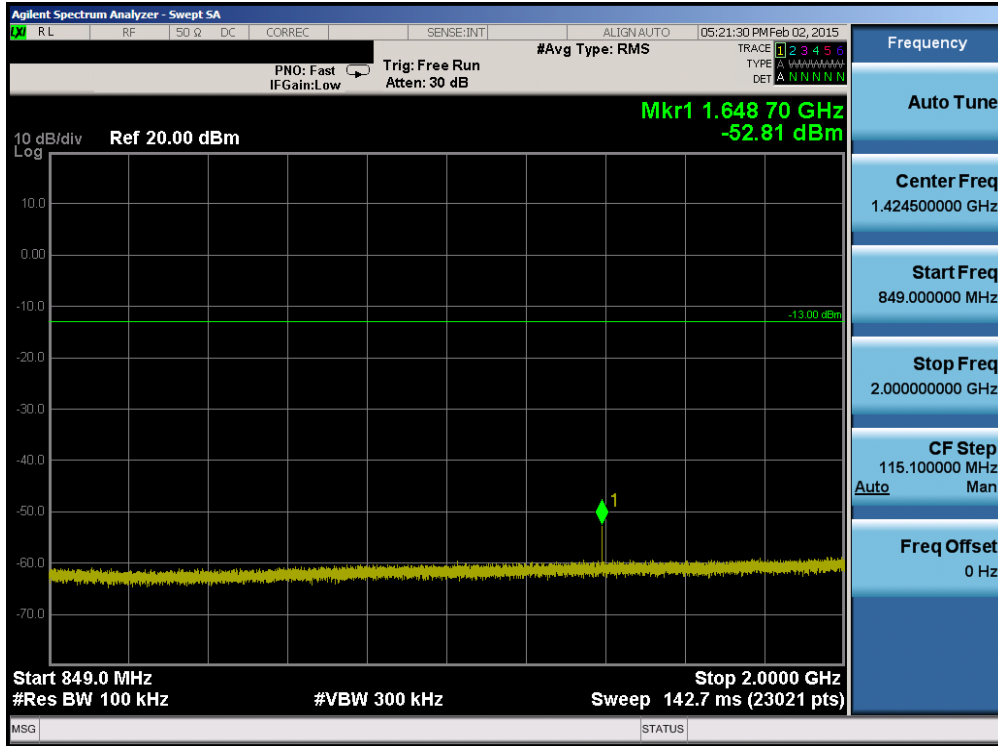 Agilent Spectrum Analyzer - Swept SA
LXI RL RF 50 Ω DC CORREC SENSE:INT ALIGNAUTO 05:21:30 PM Feb 02, 2015
#Avg Type: RMS
TRACE 1 2 3 4 5 6
TYPE A WWWWW
DET A N N N N N
PNO: Fast
IFGain:Low
Trig: Free Run
Atten: 30 dB
Mkr1 1.648 70 GHz
-52.81 dBm
10 dB/div Ref 20.00 dBm
Log
10.0
0.00
-10.0
-13.00 dBm
-20.0
-30.0
-40.0
-50.0
1
-60.0
-70.0
Start 849.0 MHz
Stop 2.0000 GHz
#Res BW 100 kHz
#VBW 300 kHz
Sweep 142.7 ms (23021 pts)
MSG
STATUS
Frequency
Auto Tune
Center Freq
1.424500000 GHz
Start Freq
849.000000 MHz
Stop Freq
2.000000000 GHz
CF Step
115.100000 MHz
Auto Man
Freq Offset
0 Hz